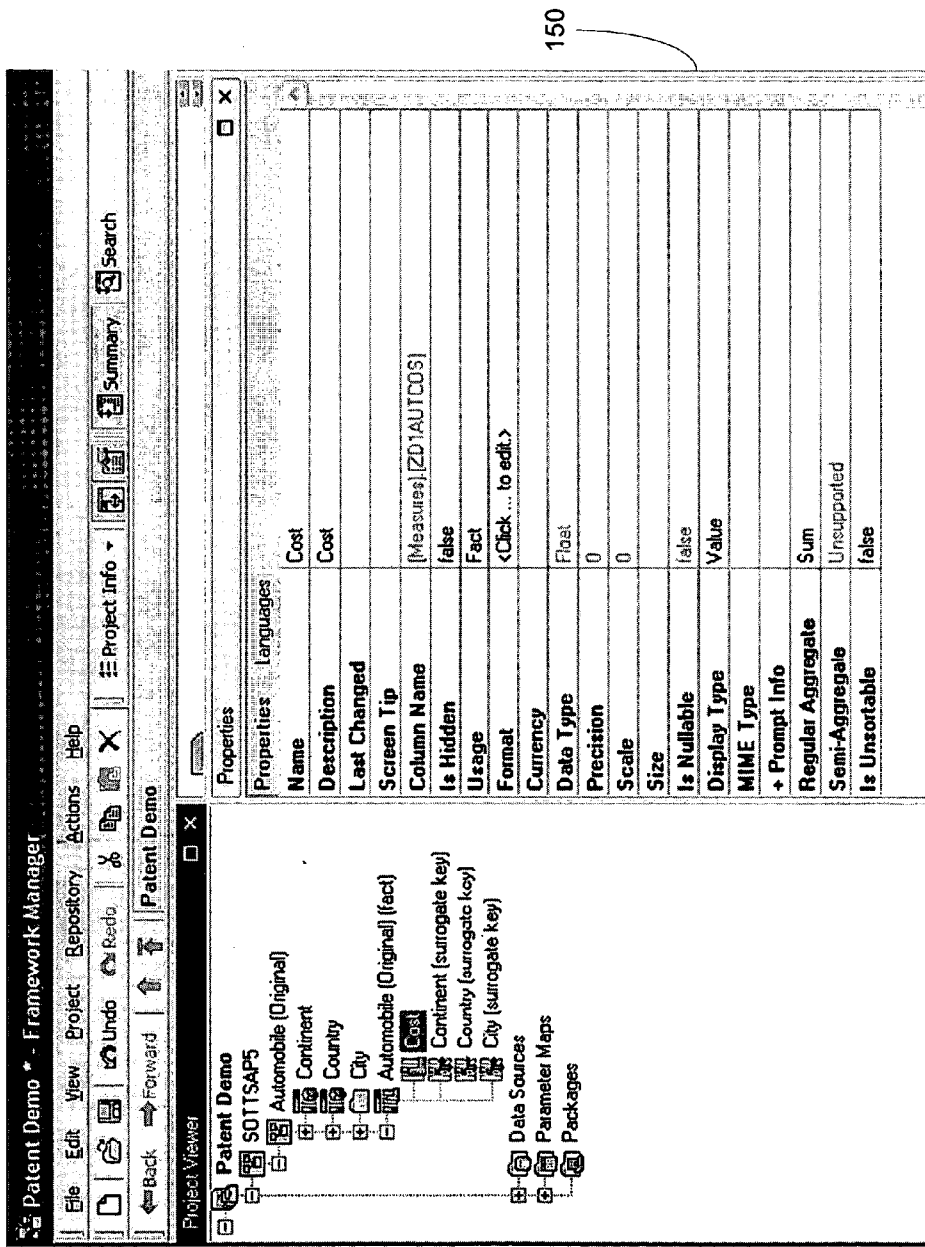 Patent Demo * - Framework Manager
File Edit View Project Repository Actions Help
Undo Redo Project Info Summary Search
Back Forward Patent Demo
Project Viewer
Patent Demo
SOTTSAP5
Automobile (Original)
Continent
Country
City
Automobile (Original) (fact)
Cost
Continent (surrogate key)
Country (surrogate key)
City (surrogate key)
Data Sources
Parameter Maps
Packages
Properties
Properties Languages
Name Cost
Description Cost
Last Changed
Screen Tip
Column Name [Measures].[ZD1AUTCOS]
Is Hidden false
Usage Fact
Format <Click ... to edit.>
Currency
Data Type Float
Precision 0
Scale 0
Size
Is Nullable false
Display Type Value
MIME Type
+ Prompt Info
Regular Aggregate Sum
Semi-Aggregate Unsupported
Is Unsortable false
150